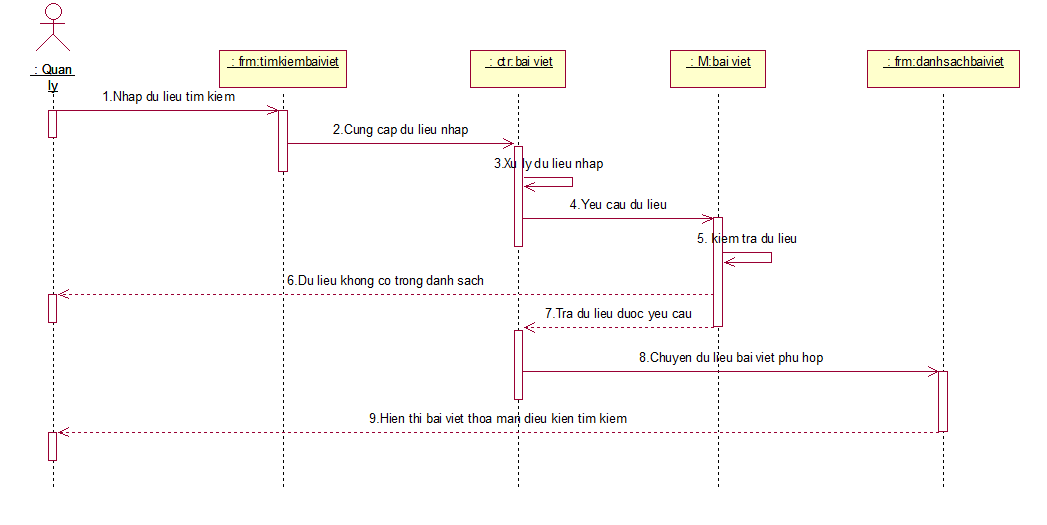 : Quan
ly
: frm:timkiembaiviet
: ctr:bai viet
: M:bai viet
: frm:danhsachbaiviet
1.Nhap du lieu tim kiem
2.Cung cap du lieu nhap
3.Xu ly du lieu nhap
4.Yeu cau du lieu
5. kiem tra du lieu
6.Du lieu khong co trong danh sach
7.Tra du lieu duoc yeu cau
8.Chuyen du lieu bai viet phu hop
9.Hien thi bai viet thoa man dieu kien tim kiem